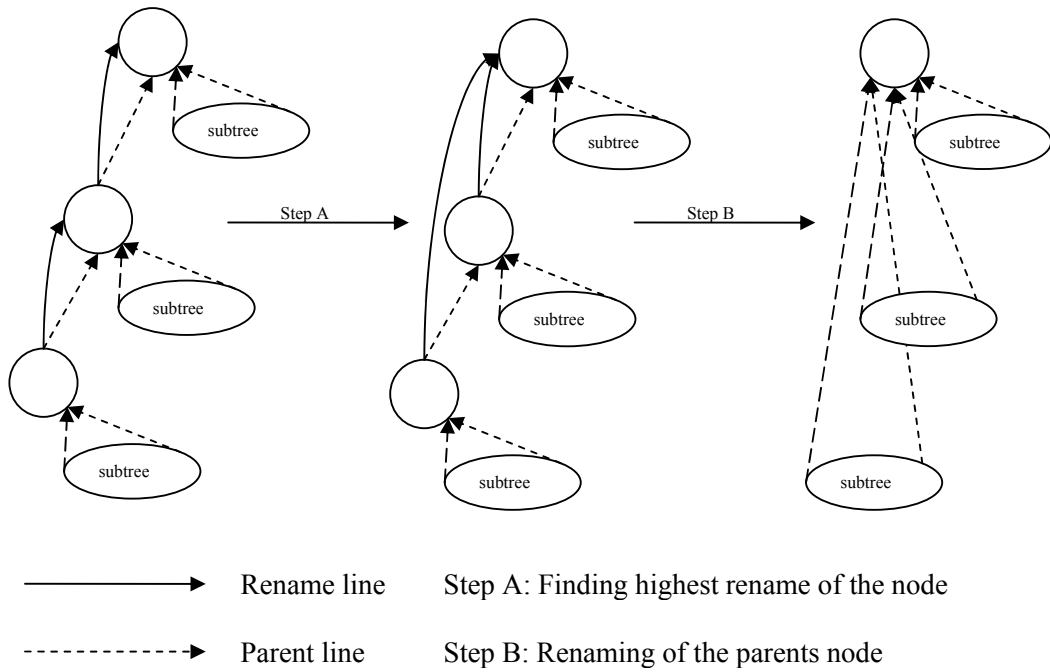 subtree
subtree
subtree
Step A
subtree
subtree
subtree
Step B
subtree
subtree
subtree
Rename line
Step A: Finding highest rename of the node
Parent line
Step B: Renaming of the parents node